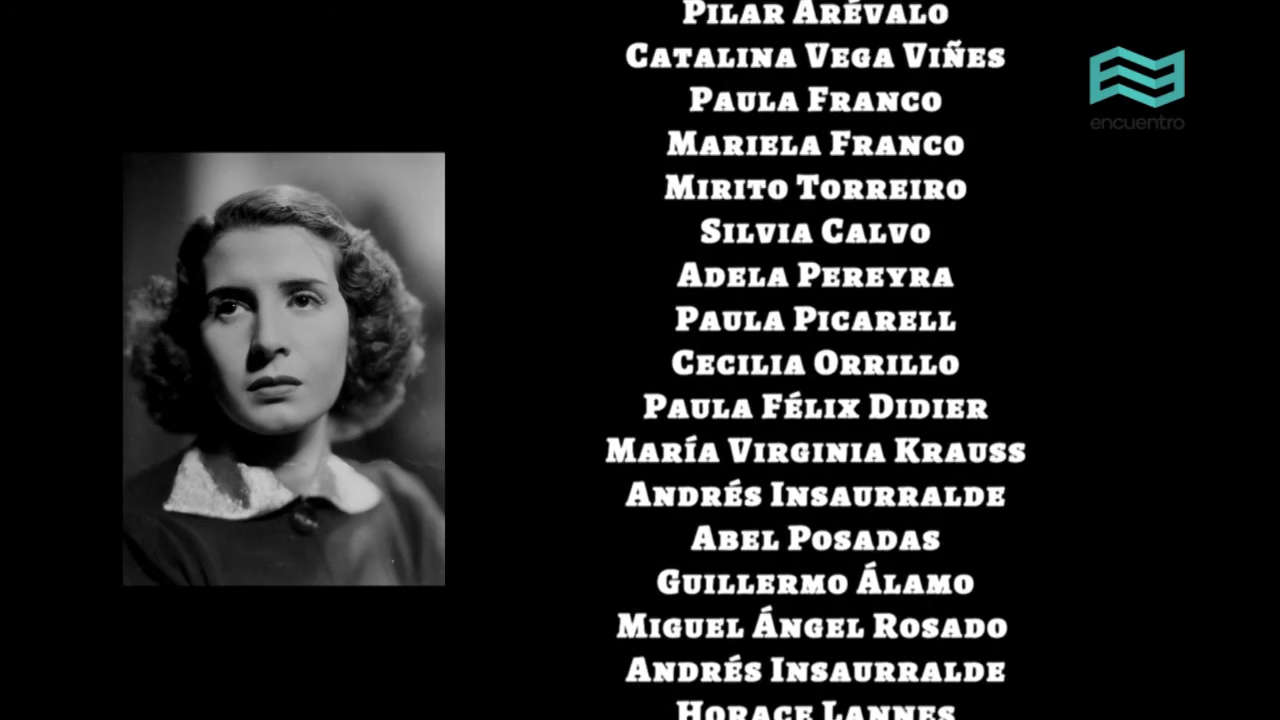 Pilar Arévalo
Catalina Vega Viñes
encuentro
Paula Franco
Mariela Franco
Mirito Torreiro
Silvia Calvo
Adela Pereyra
Paula Picarell
Cecilia Orrillo
Paula Félix Didier
María Virginia Krauss
Andrés Insaurralde
Abel Posadas
Guillermo Álamo
Miguel Ángel Rosado
Andrés Insaurralde
Horace Lannes